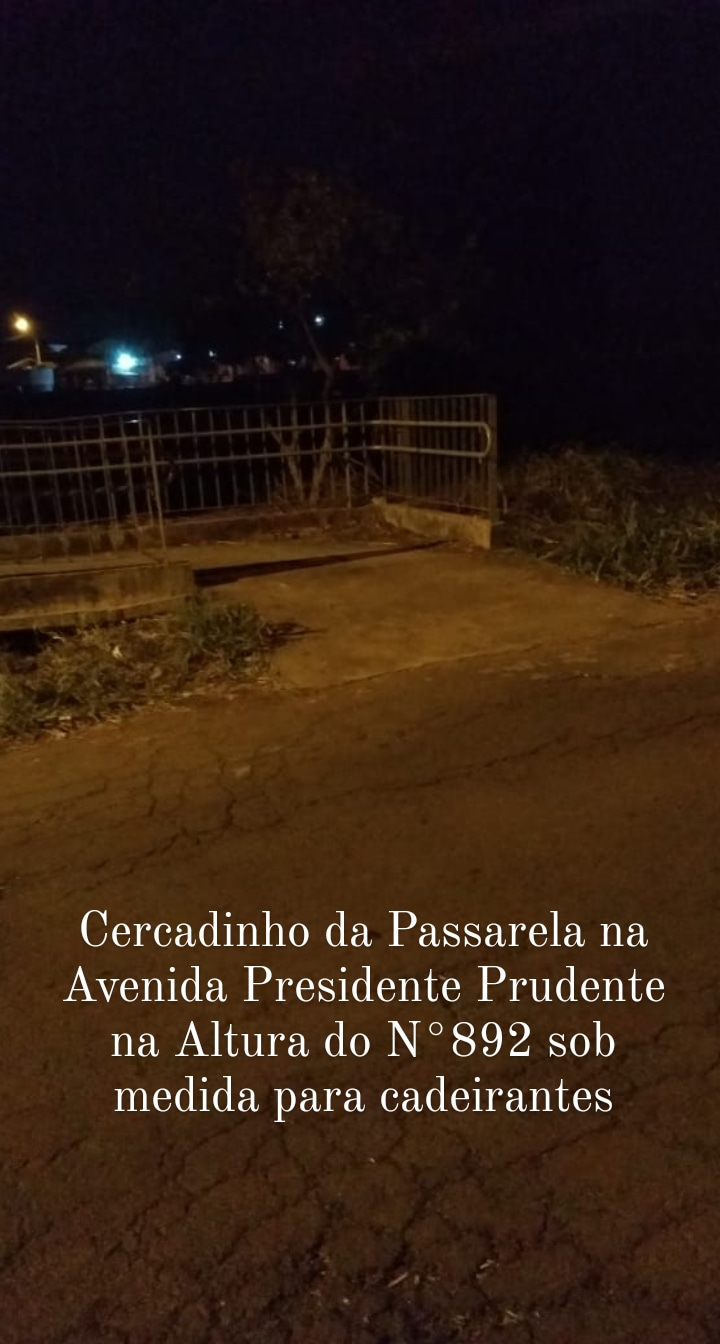 Cercadinho da Passarela na
Avenida Presidente Prudente
na Altura do N°892 sob
medida para cadeirantes